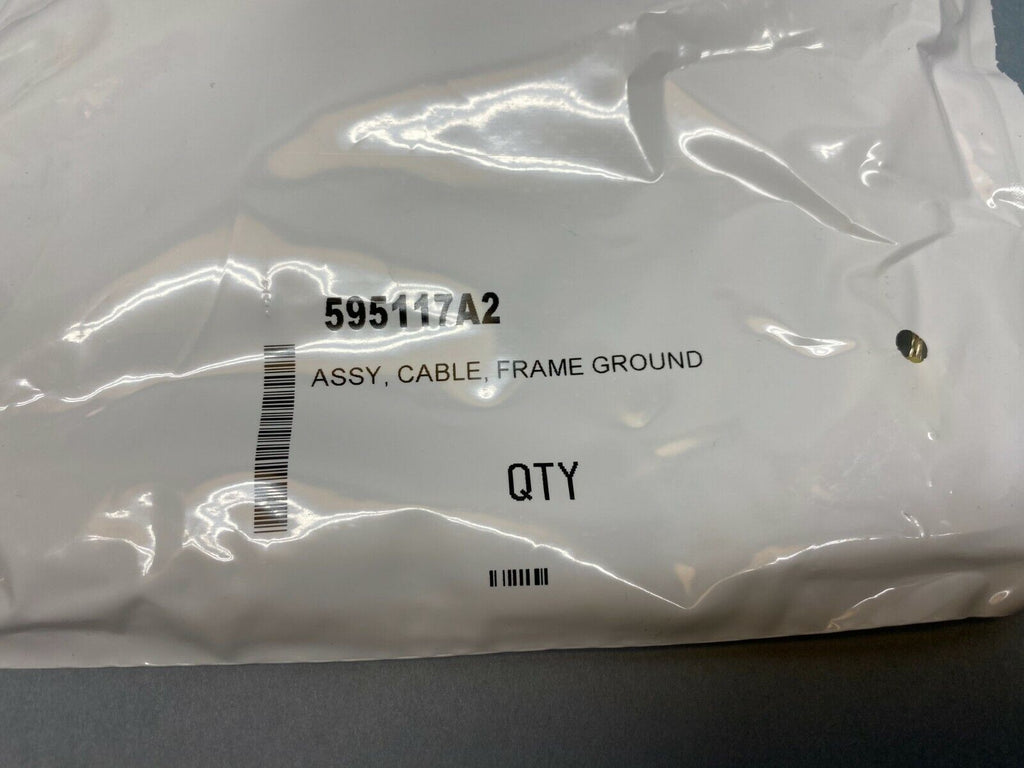 595117A2
ASSY, CABLE, FRAME GROUND
QTY